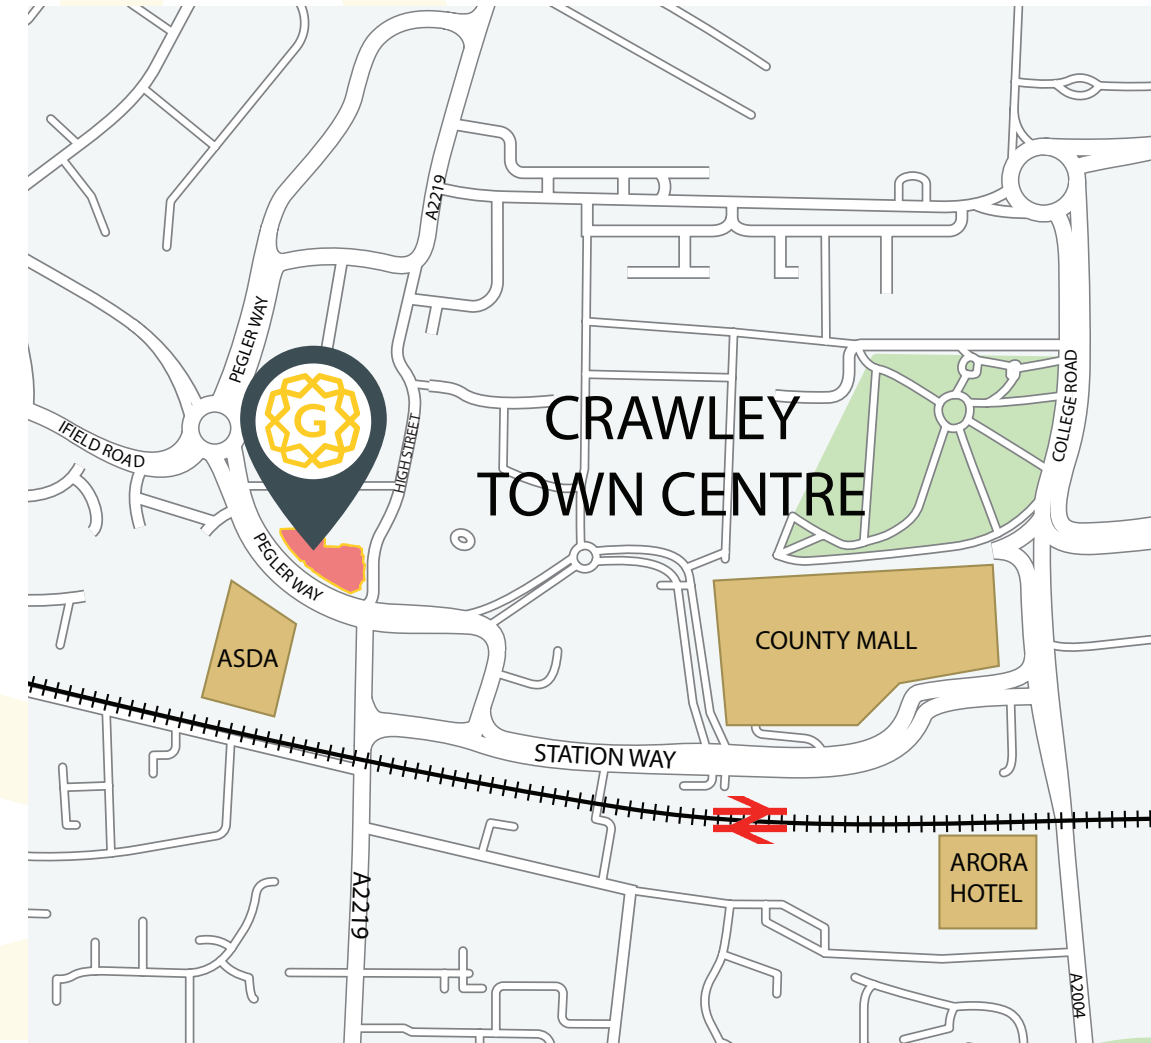 A2219
PEGLER WAY
COLLEGE ROAD
G
CRAWLEY
TOWN CENTRE
IFIELD ROAD
HIGH STREET
PEGLER WAY
ASDA
COUNTY MALL
STATION WAY
ARORA
HOTEL
A2219
A2004